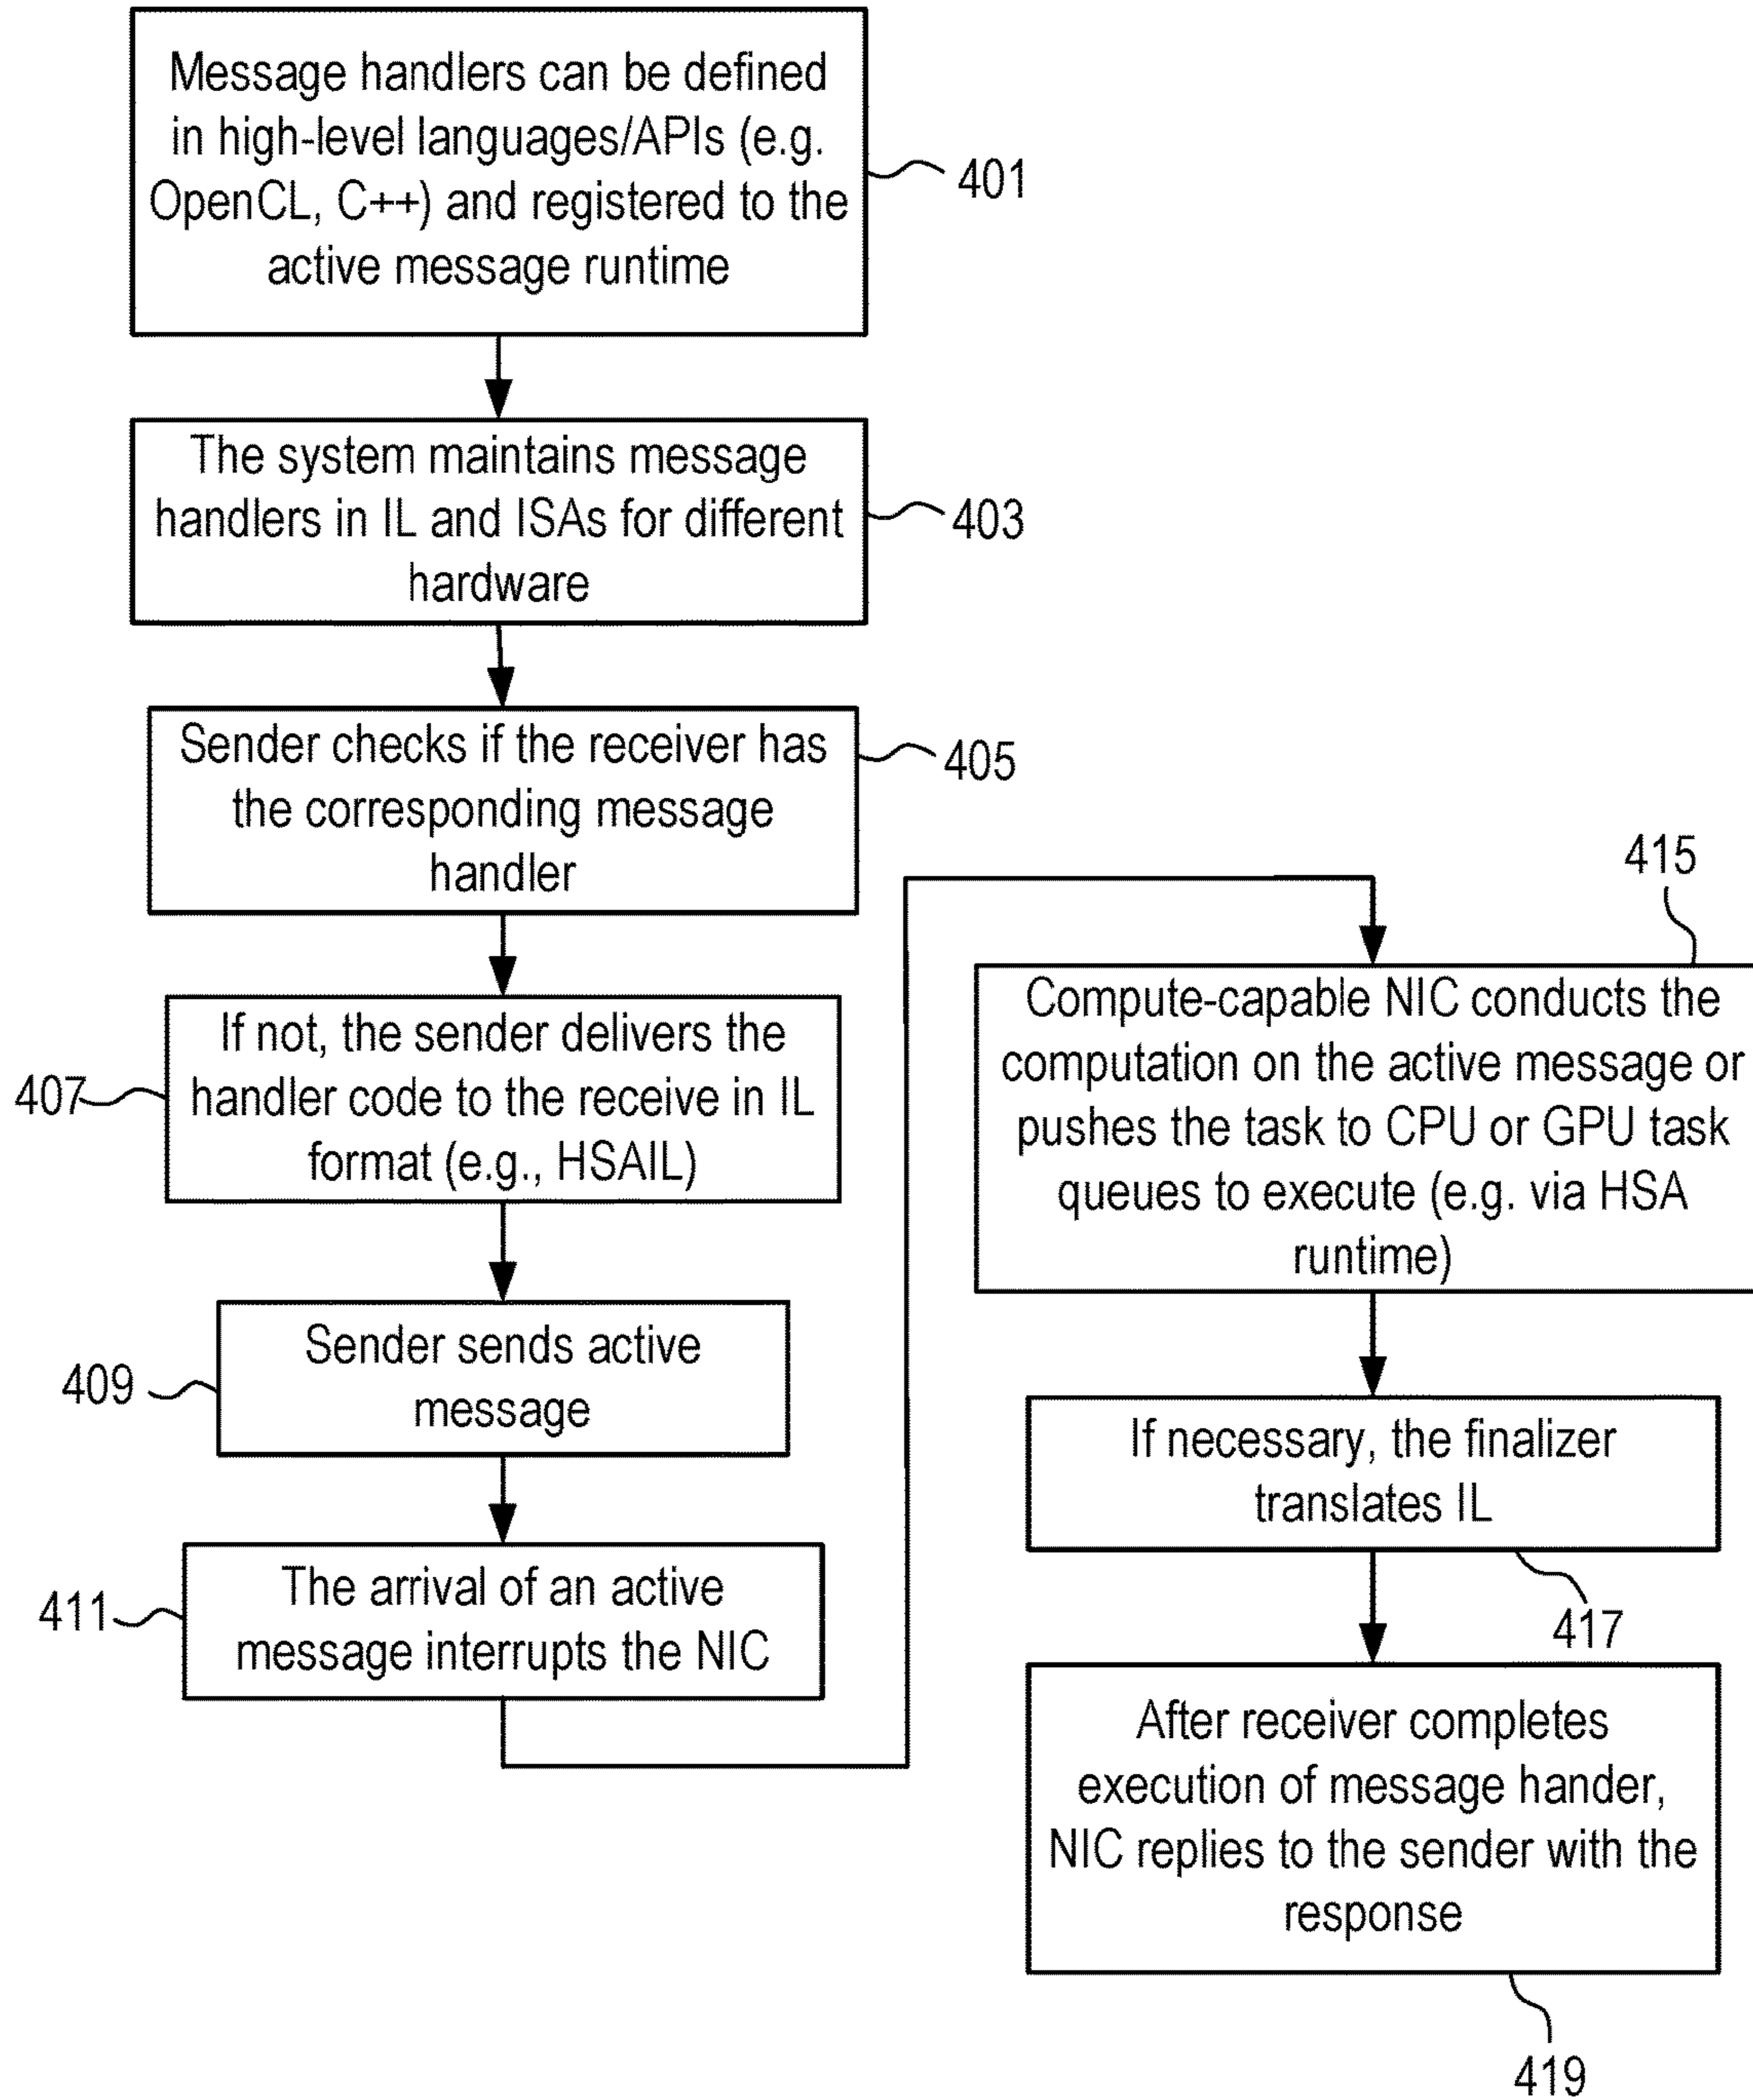 Message handlers can be defined
in high-level languages/APIs (e.g.
OpenCL, C++) and registered to the
active message runtime
401
The system maintains message
handlers in IL and ISAs for different
hardware
403
Sender checks if the receiver has
the corresponding message
handler
405
If not, the sender delivers the
handler code to the receive in IL
format (e.g., HSAIL)
407
Sender sends active
message
409
The arrival of an active
message interrupts the NIC
411
415
Compute-capable NIC conducts the
computation on the active message or
pushes the task to CPU or GPU task
queues to execute (e.g. via HSA
runtime)
If necessary, the finalizer
translates IL
417
After receiver completes
execution of message hander,
NIC replies to the sender with the
response
419